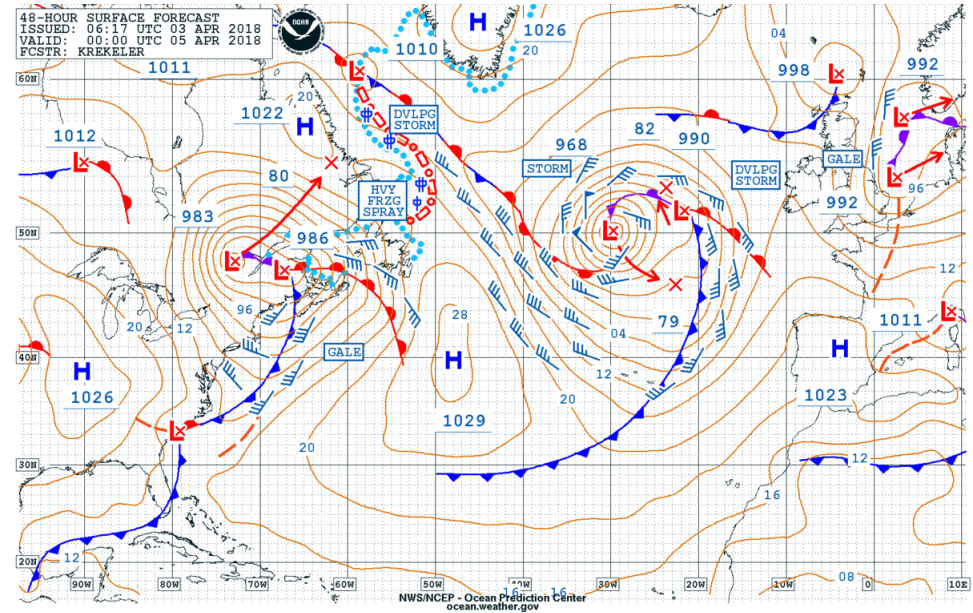 48-HOUR SURFACE FORECAST
ISSUED: 06:17 UTC 03 APR 2018
VALID: 00:00 UTC 05 APR 2018
FCSTR: KREKELER
NOAA
H
1026
20
04
1010
1011
60N
L
998
L
992
20
1022
H
DVLPG
STORM
82
990
L
1012
L
968
STORM
DVLPG
STORM
GALE
80
HVY
FRZG
SPRAY
L
96
983
992
L
50N
986
L
L
L
12
96
28
20
12
79
1011
L
04
GALE
40N
H
H
H
12
1026
20
1023
1029
L
20
12
30N
16
20N
12
08
90W
80W
70W
60W
50W
40W
30W
20W
10W
0
10E
16
16
NWS/NCEP - Ocean Prediction Center
ocean.weather.gov